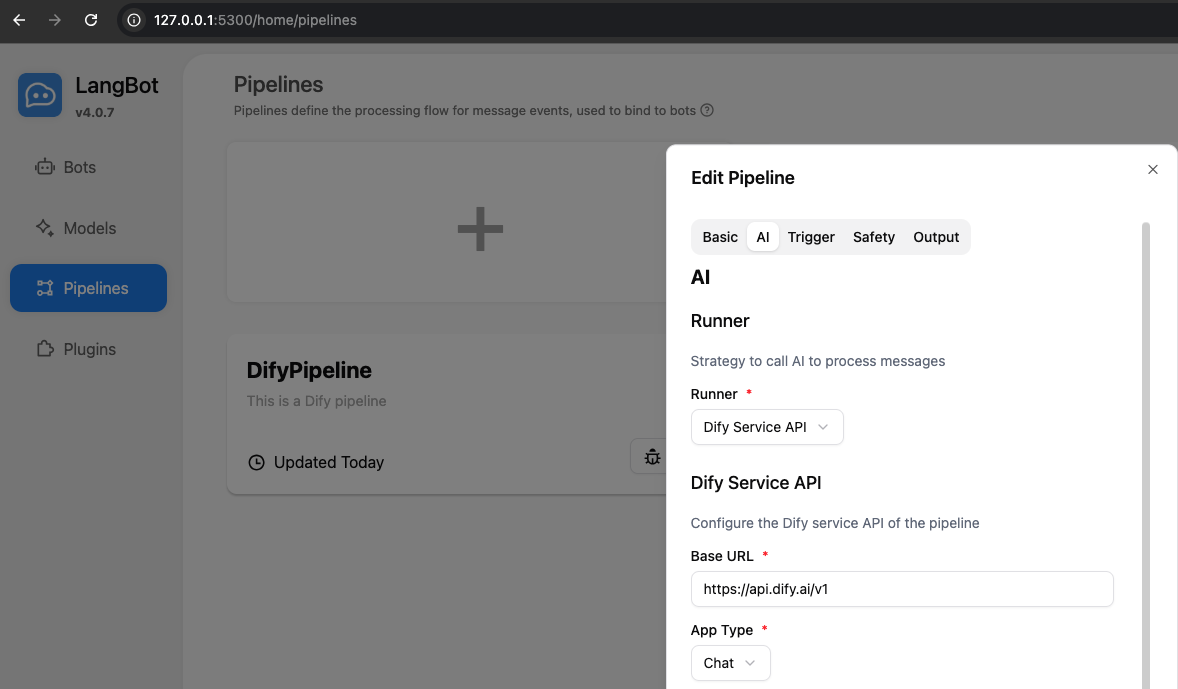 127.0.0.1:5300/home/pipelines
LangBot
v4.0.7
Bots
Models
Pipelines
Plugins
Pipelines
Pipelines define the processing flow for message events, used to bind to bots
DifyPipeline
This is a Dify pipeline
Updated Today
Edit Pipeline
Basic AI Trigger Safety Output
AI
Runner
Strategy to call AI to process messages
Runner *
Dify Service API
Dify Service API
Configure the Dify service API of the pipeline
Base URL *
https://api.dify.ai/v1
App Type *
Chat